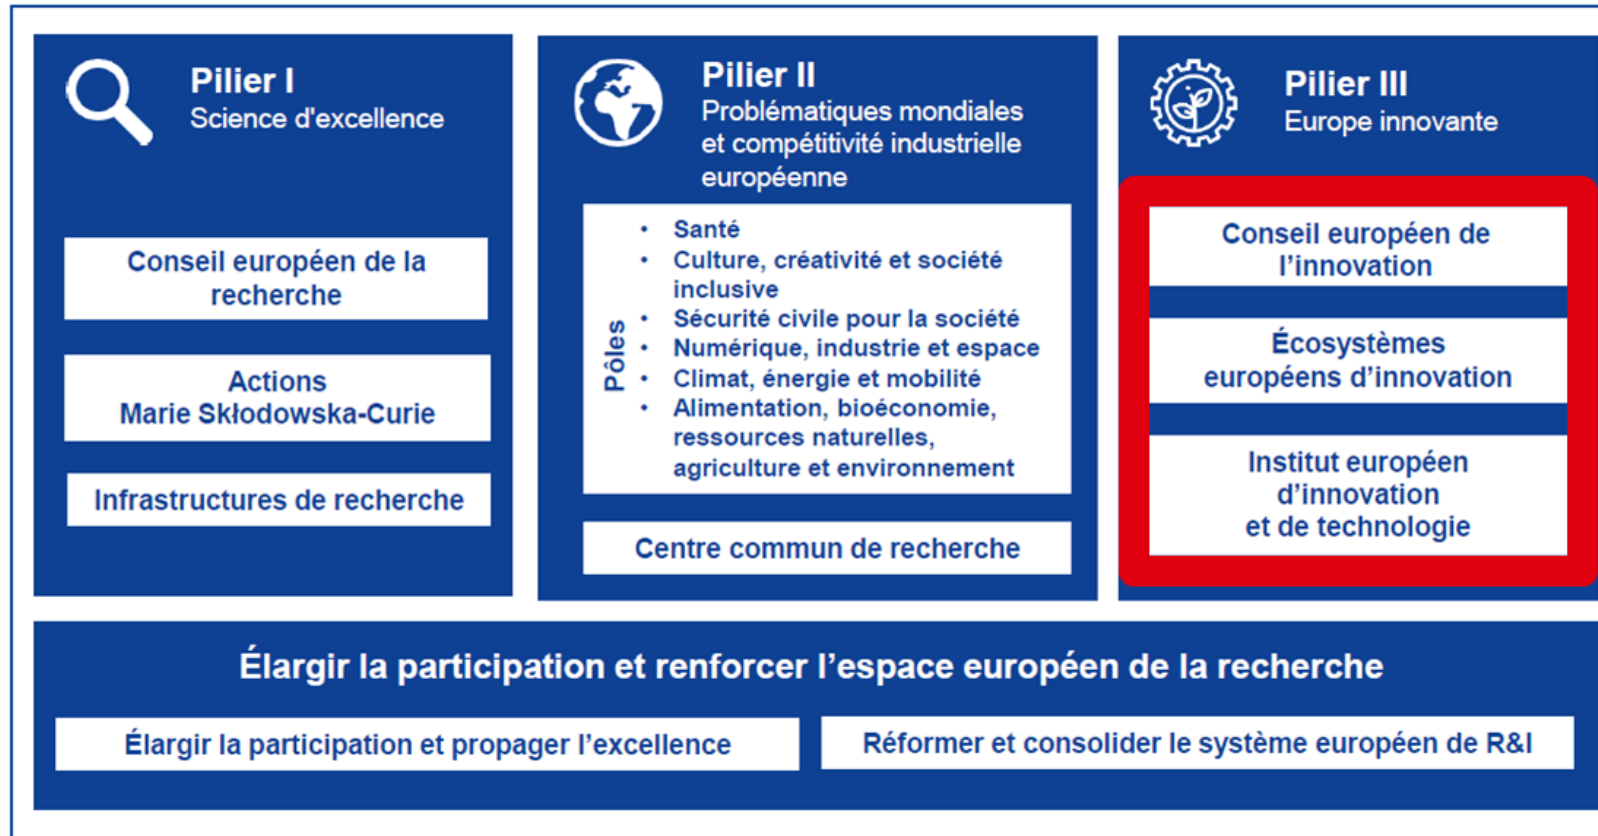 Pilier I
Science d'excellence
Conseil européen de la
recherche
Actions
Marie Skłodowska-Curie
Infrastructures de recherche
Pilier II
Problématiques mondiales
et compétitivité industrielle
européenne
Pôles
• Santé
• Culture, créativité et société
inclusive
• Sécurité civile pour la société
• Numérique, industrie et espace
• Climat, énergie et mobilité
• Alimentation, bioéconomie,
ressources naturelles,
agriculture et environnement
Centre commun de recherche
Pilier III
Europe innovante
Conseil européen de
l’innovation
Écosystèmes
européens d’innovation
Institut européen
d’innovation
et de technologie
Élargir la participation et renforcer l’espace européen de la recherche
Élargir la participation et propager l’excellence
Réformer et consolider le système européen de R&I